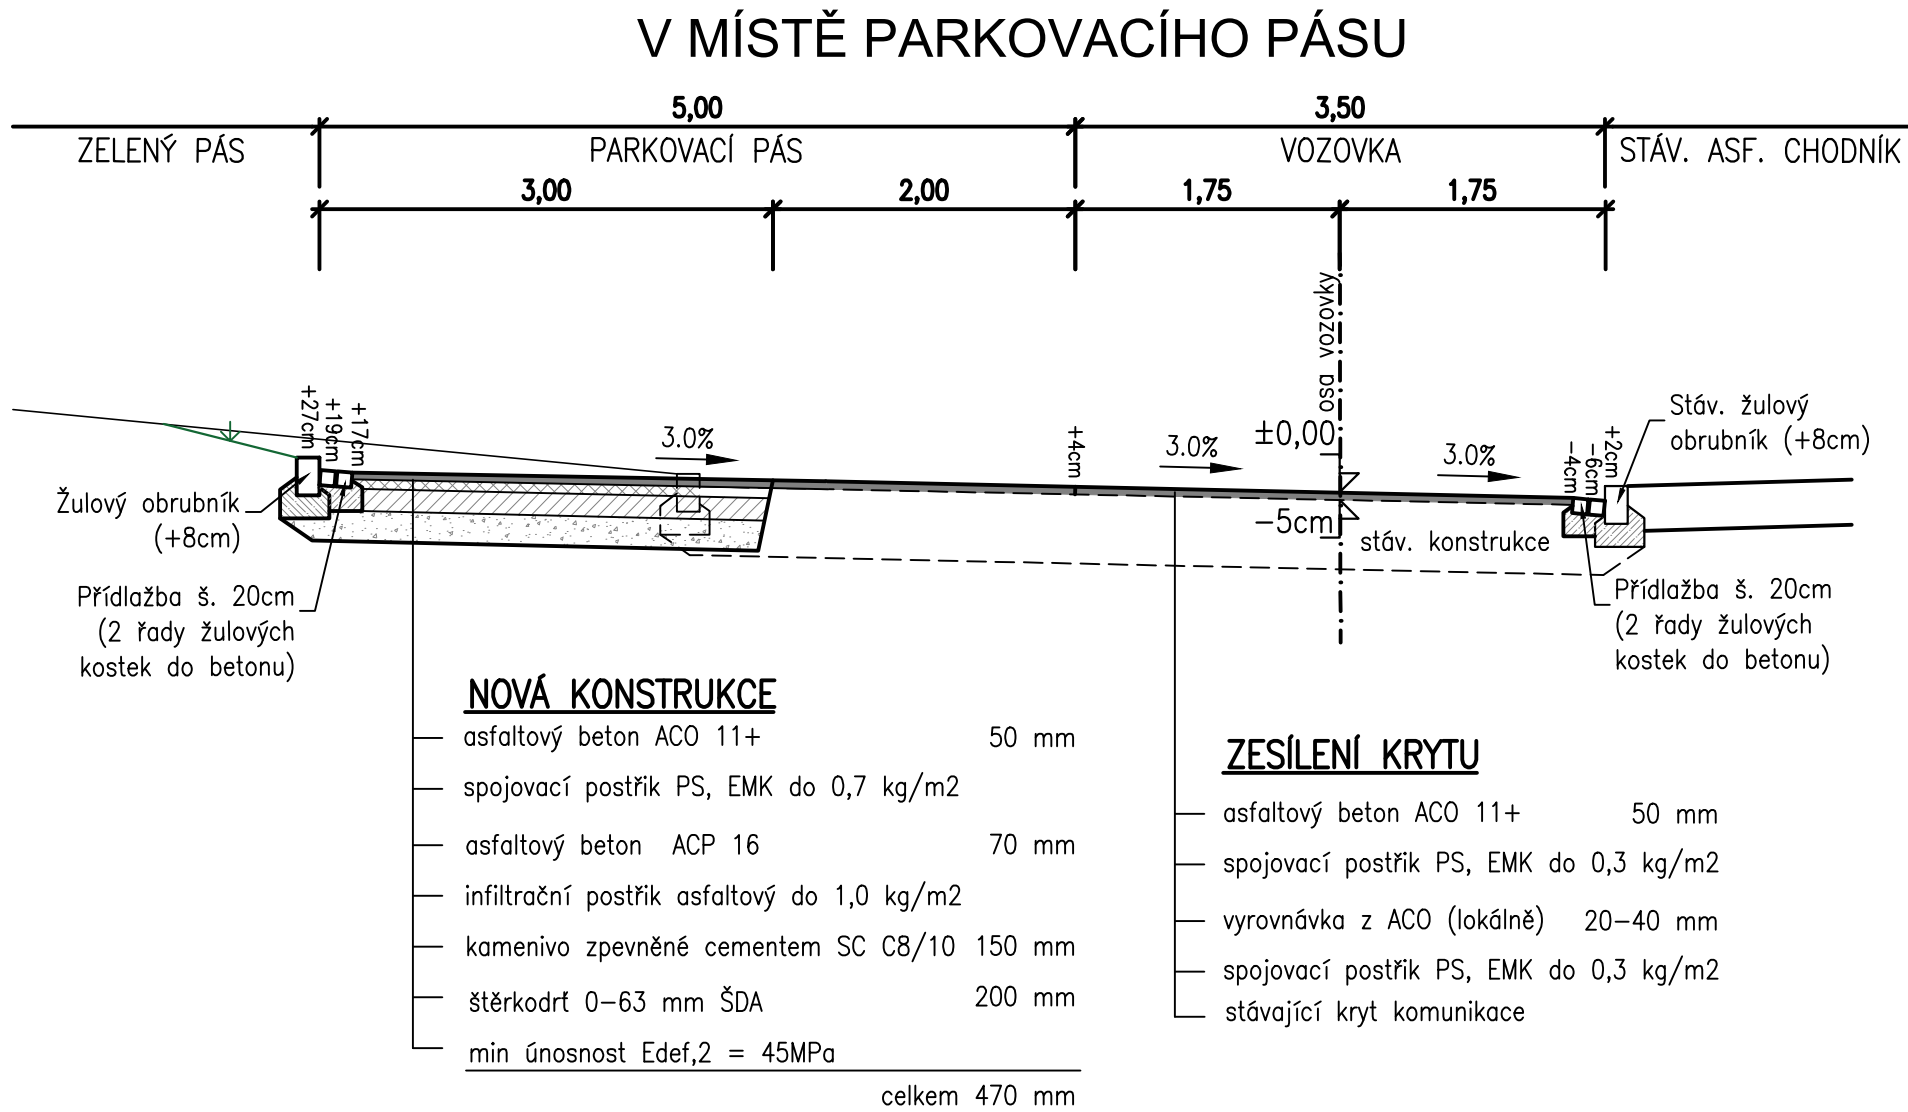 V MÍSTĚ PARKOVACÍHO PÁSU
5,00
3,50
ZELENÝ PÁS
PARKOVACÍ PÁS
VOZOVKA
STÁV. ASF. CHODNÍK
3,00
2,00
1,75
1,75
osa vozovky
+27cm
+19cm
+17cm
3.0%
+4cm
3.0%
±0,00
3.0%
-4cm
-6cm
+2cm
Stáv. žulový
obrubník (+8cm)
Žulový obrubník
(+8cm)
-5cm
stáv. konstrukce
Přídlažba š. 20cm
(2 řady žulových
kostek do betonu)
Přídlažba š. 20cm
(2 řady žulových
kostek do betonu)
NOVÁ KONSTRUKCE
asfaltový beton ACO 11+ 50 mm
spojovací postřik PS, EMK do 0,7 kg/m2
asfaltový beton ACP 16 70 mm
infiltrační postřik asfaltový do 1,0 kg/m2
kamenivo zpevněné cementem SC C8/10 150 mm
štěrkodrť 0-63 mm ŠDA 200 mm
min únosnost Edef,2 = 45MPa
celkem 470 mm
ZESÍLENÍ KRYTU
asfaltový beton ACO 11+ 50 mm
spojovací postřik PS, EMK do 0,3 kg/m2
vyrovnávka z ACO (lokálně) 20-40 mm
spojovací postřik PS, EMK do 0,3 kg/m2
stávající kryt komunikace